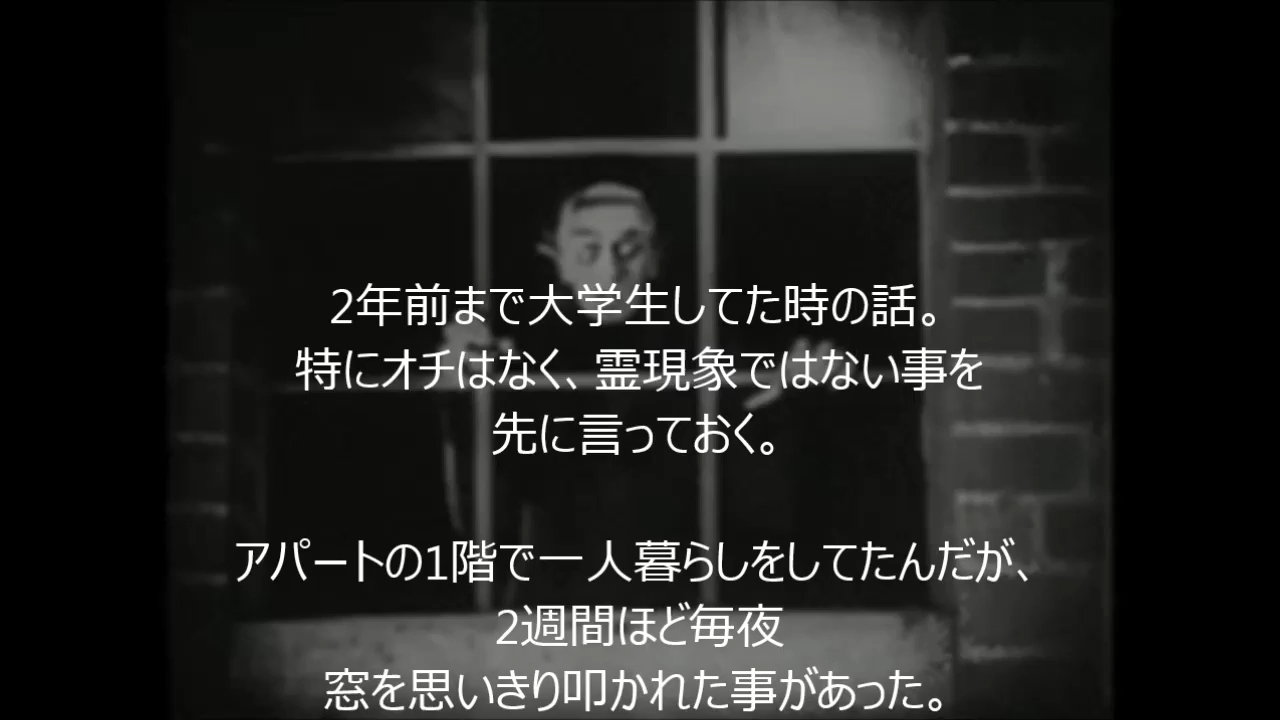 2年前まで大学生してた時の話。
特にオチはなく、霊現象ではない事を
先に言っておく。
アパートの1階で一人暮らしをしてたんだが、
2週間ほど毎夜
窓を思いきり叩かれた事があった。